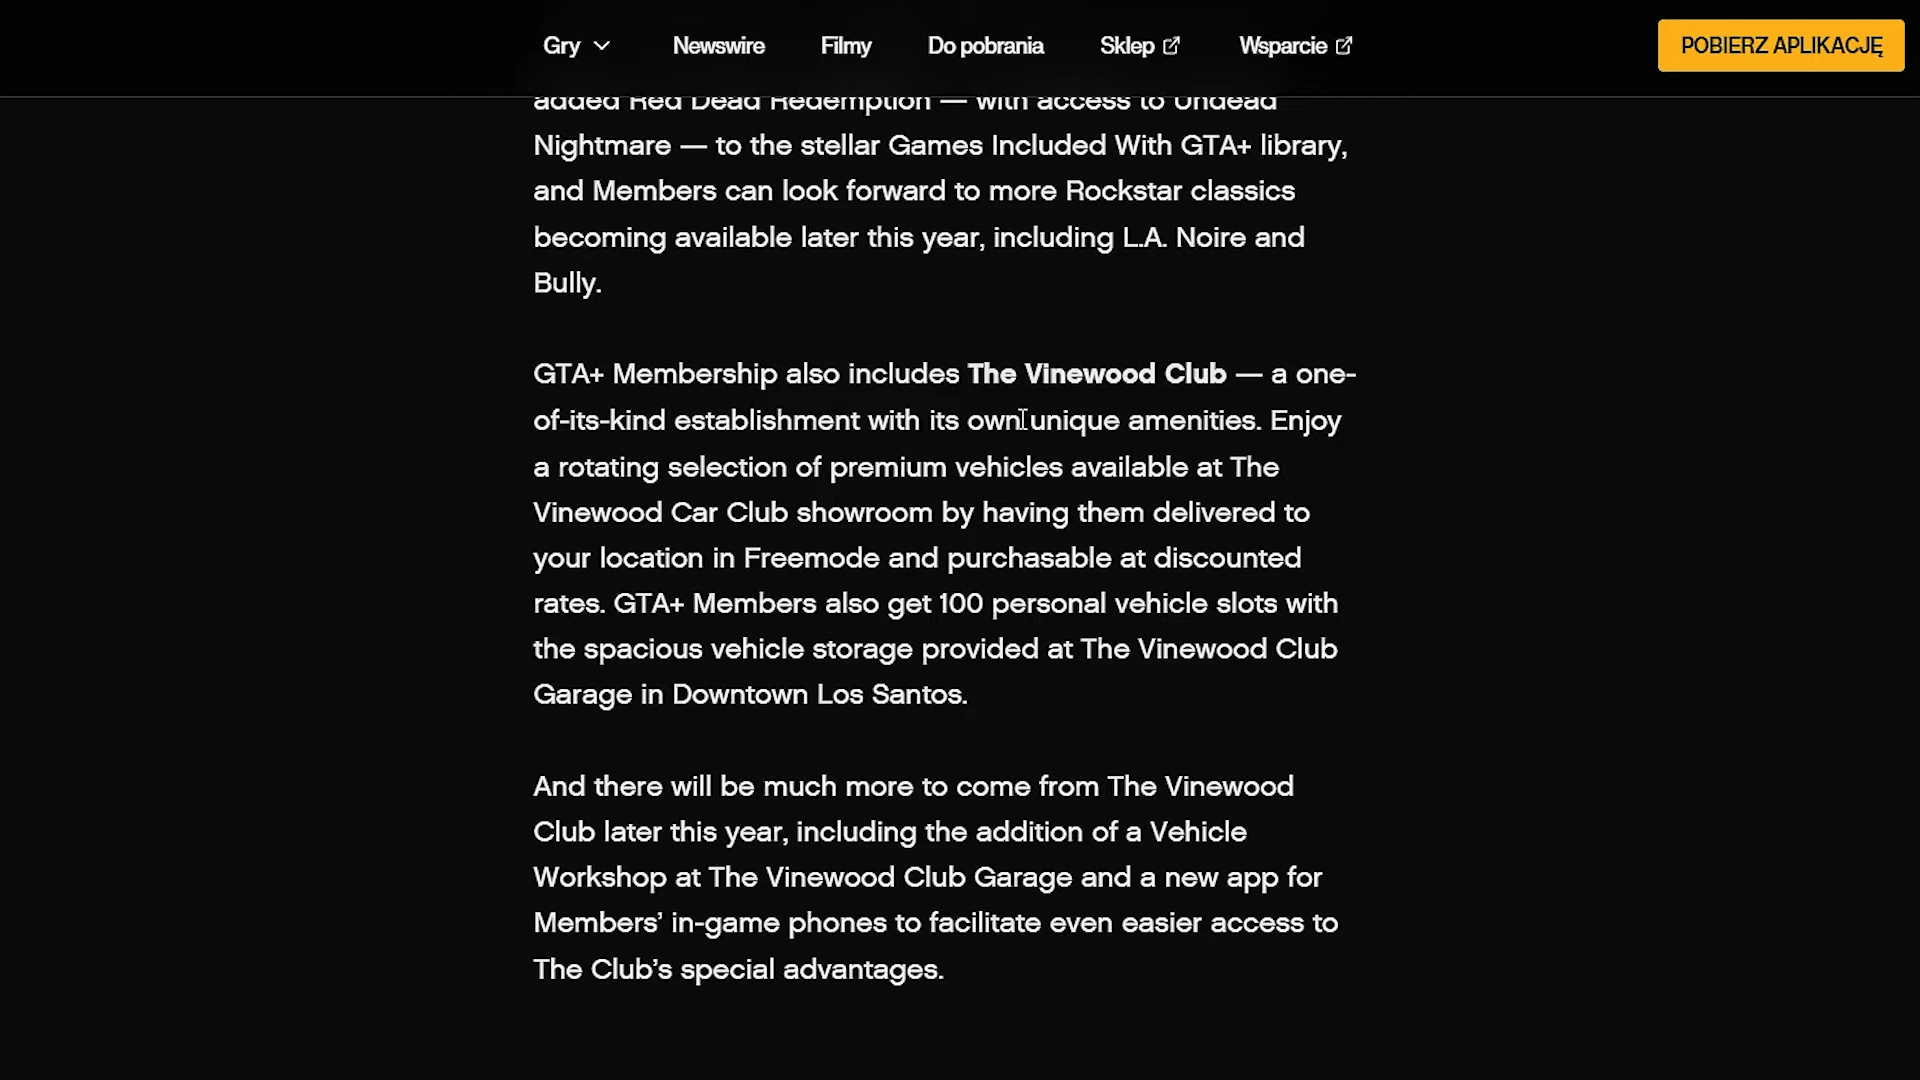 Gry
Newswire
Filmy
Do pobrania
Sklep
Wsparcie
POBIERZ APLIKACJĘ
added Red Dead Redemption — with access to Undead
Nightmare — to the stellar Games Included With GTA+ library,
and Members can look forward to more Rockstar classics
becoming available later this year, including L.A. Noire and
Bully.
GTA+ Membership also includes The Vinewood Club — a one-
of-its-kind establishment with its own unique amenities. Enjoy
a rotating selection of premium vehicles available at The
Vinewood Car Club showroom by having them delivered to
your location in Freemode and purchasable at discounted
rates. GTA+ Members also get 100 personal vehicle slots with
the spacious vehicle storage provided at The Vinewood Club
Garage in Downtown Los Santos.
And there will be much more to come from The Vinewood
Club later this year, including the addition of a Vehicle
Workshop at The Vinewood Club Garage and a new app for
Members’ in-game phones to facilitate even easier access to
The Club’s special advantages.